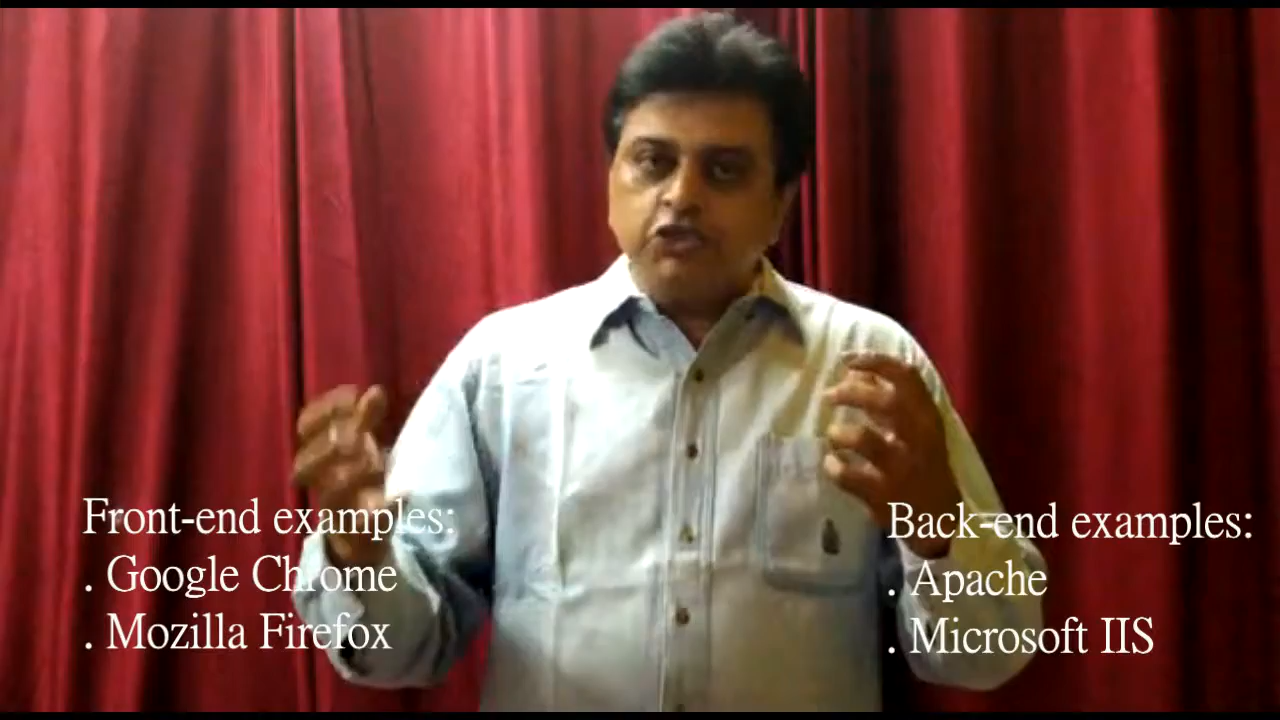 Front-end examples:
. Google Chrome
. Mozilla Firefox
Back-end examples:
. Apache
. Microsoft IIS